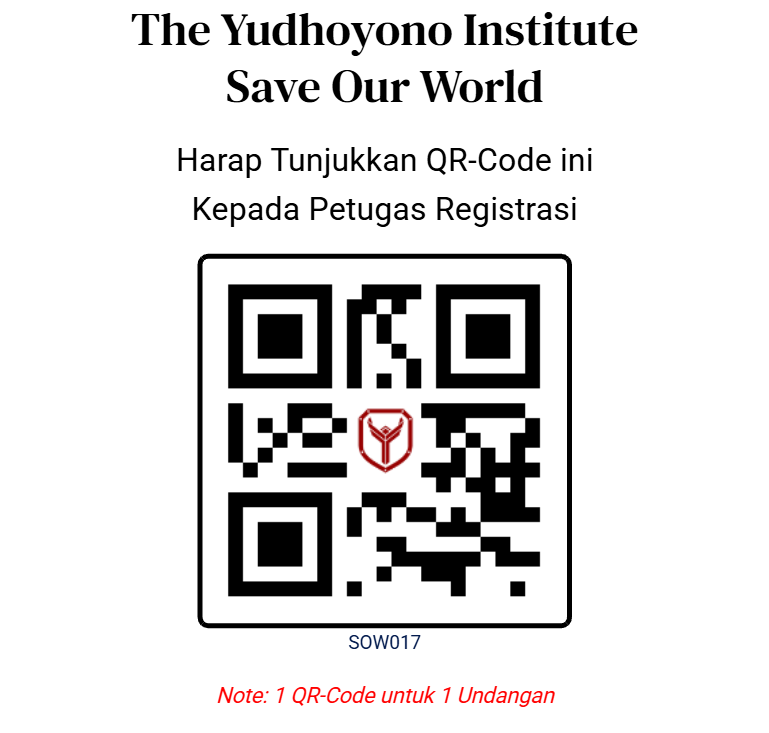 The Yudhoyono Institute
Save Our World
Harap Tunjukkan QR-Code ini
Kepada Petugas Registrasi
SOW017
Note: 1 QR-Code untuk 1 Undangan